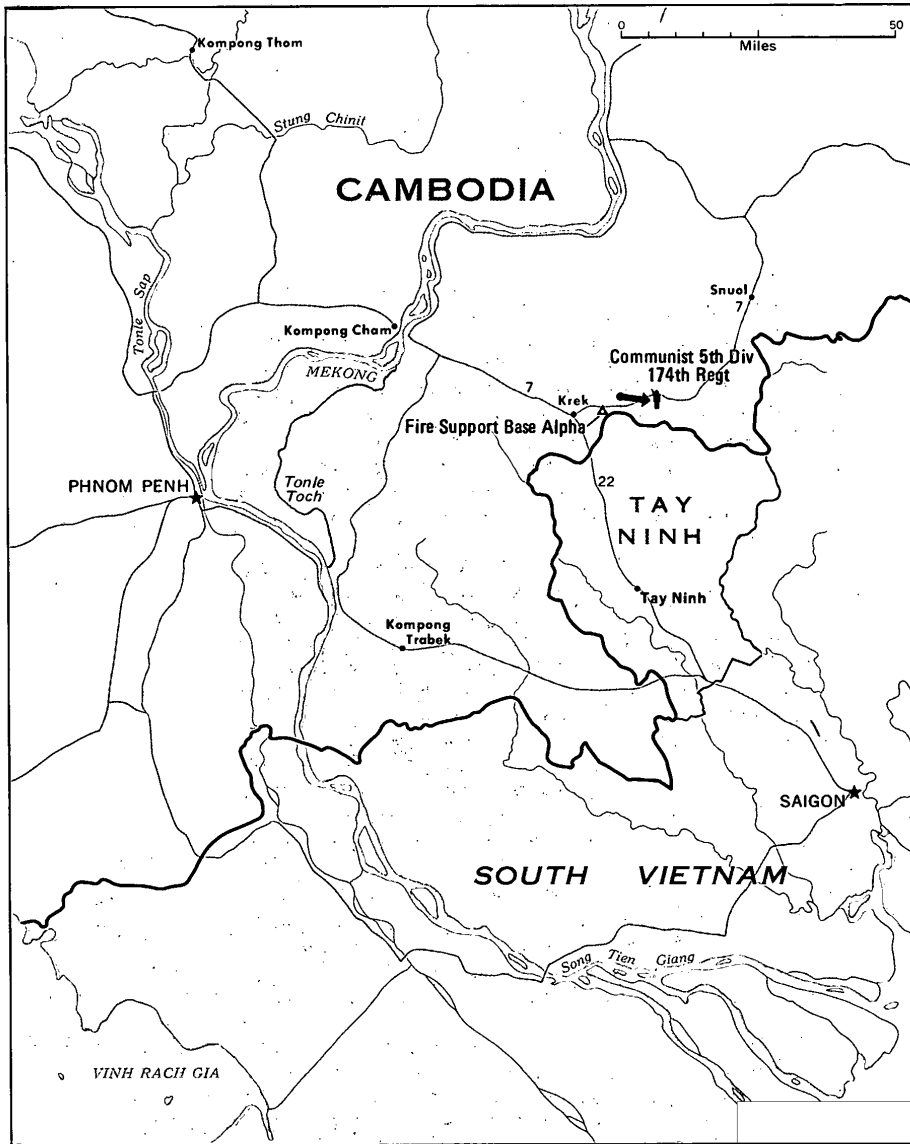 0 50
Miles
Kompong Thom
Stung Chinit
CAMBODIA
Tonle Sap
Snuol
7
Kompong Cham
MEKONG
Communist 5th Div
174th Regt
7
Krek
Fire Support Base Alpha
Tonle
Toch
PHNOM PENH
22
TAY
NINH
Tay Ninh
Kompong
Trabek
SAIGON
SOUTH VIETNAM
Song Tien Giang
VINH RACH GIA